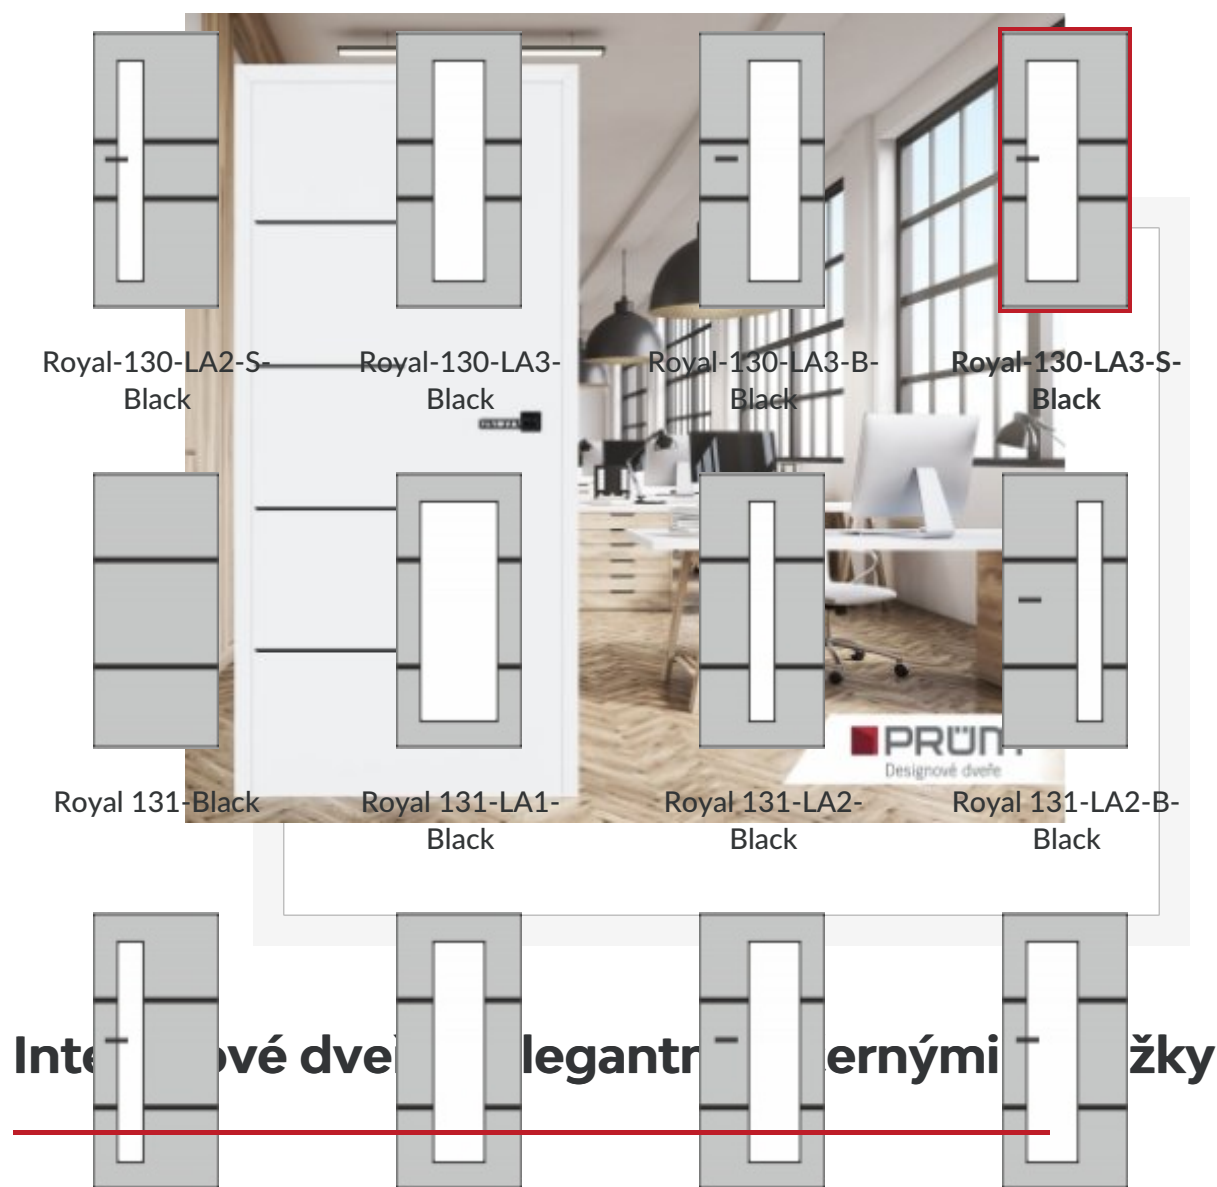 Royal-130-LA2-S-
Black
Royal-130-LA3-
Black
Royal-130-LA3-B-
Black
Royal-130-LA3-S-
Black
PRÜM
Designové dveře
Royal 131-Black
Royal 131-LA1-
Black
Royal 131-LA2-
Black
Royal 131-LA2-B-
Black